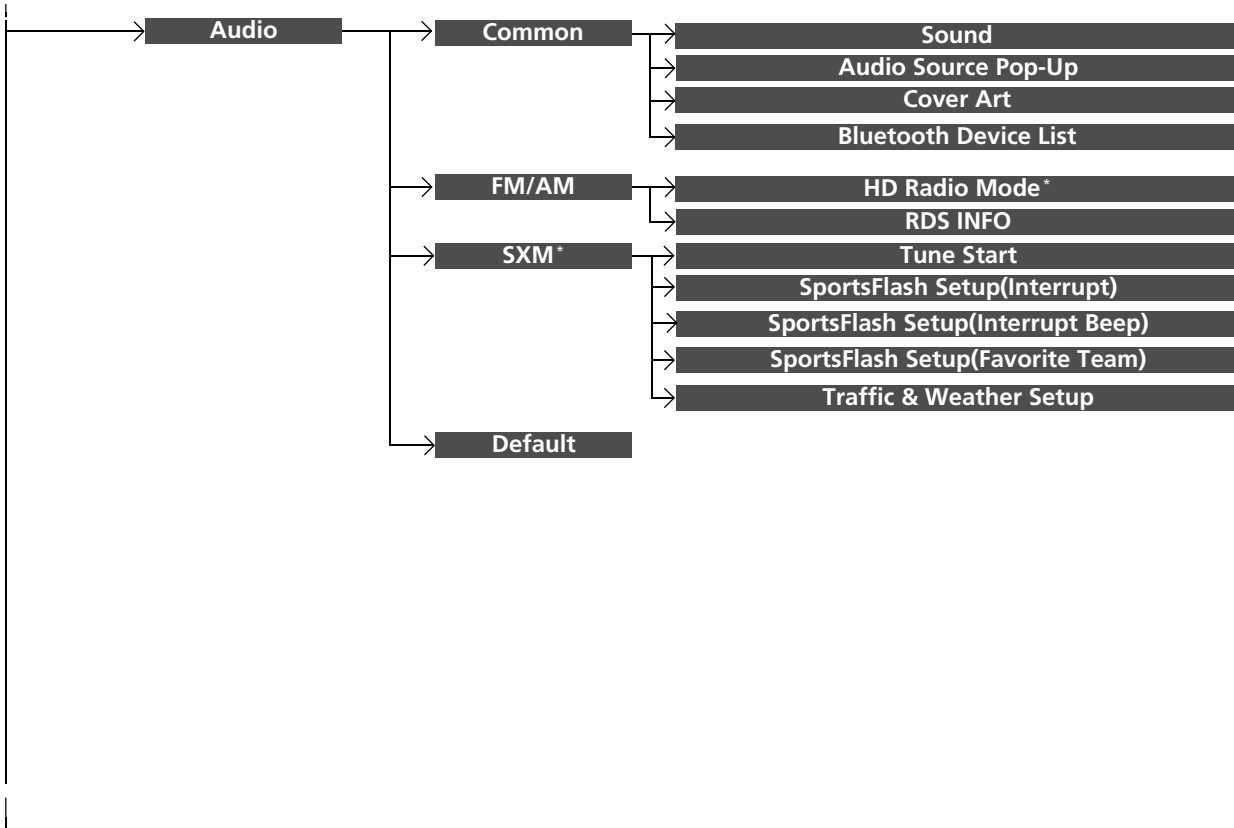 Audio
Common
Sound
Audio Source Pop-Up
Cover Art
Bluetooth Device List
FM/AM
HD Radio Mode*
RDS INFO
SXM*
Tune Start
SportsFlash Setup(Interrupt)
SportsFlash Setup(Interrupt Beep)
SportsFlash Setup(Favorite Team)
Traffic & Weather Setup
Default